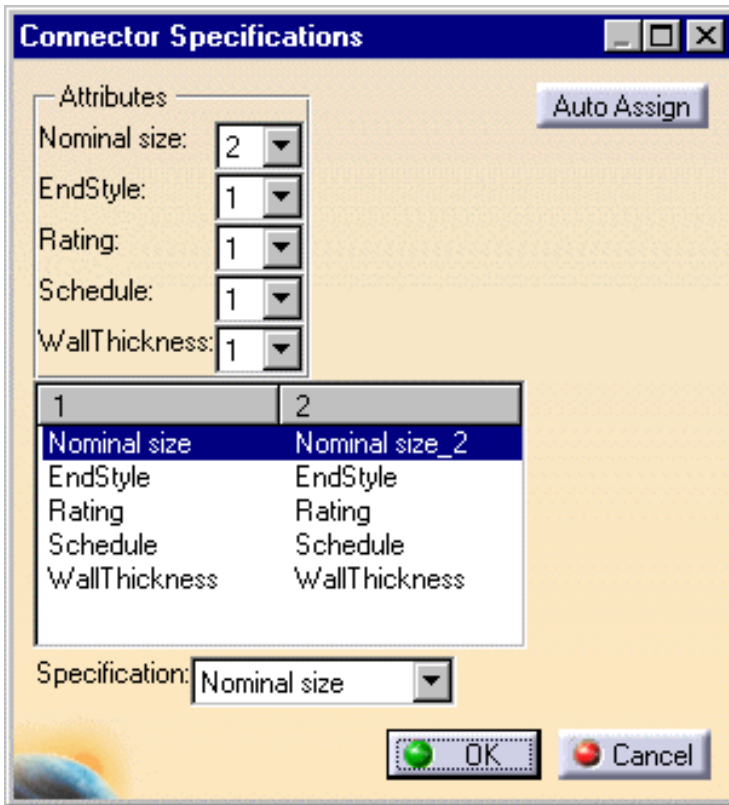 Connector Specifications
Attributes
Auto Assign
Nominal size: 2
EndStyle: 1
Rating: 1
Schedule: 1
WallThickness: 1
1 2
Nominal size Nominal size_2
EndStyle EndStyle
Rating Rating
Schedule Schedule
WallThickness WallThickness
Specification: Nominal size
OK Cancel